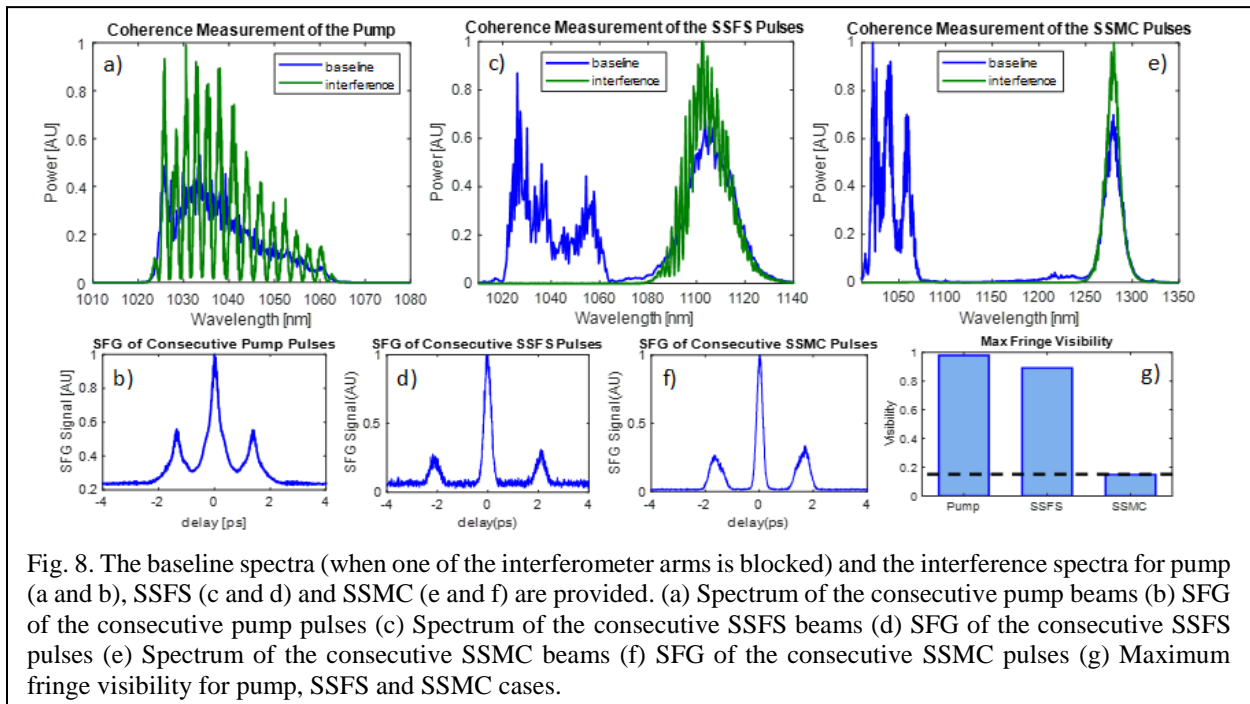 Coherence Measurement of the Pump
a)
baseline
interference
Power [AU]
1
0.8
0.6
0.4
0.2
0
1010 1020 1030 1040 1050 1060 1070 1080
Wavelength [nm]
Coherence Measurement of the SSFS Pulses
c)
baseline
interference
Power [AU]
1
0.8
0.6
0.4
0.2
0
1020 1040 1060 1080 1100 1120 1140
Wavelength [nm]
Coherence Measurement of the SSMC Pulses
e)
baseline
interference
Power [AU]
1
0.8
0.6
0.4
0.2
0
1050 1100 1150 1200 1250 1300 1350
Wavelength [nm]
SFG of Consecutive Pump Pulses
b)
SFG Signal [AU]
1
0.8
0.6
0.4
0.2
-4 -2 0 2 4
delay [ps]
SFG of Consecutive SSFS Pulses
d)
SFG Signal(AU)
1
0.5
0
-4 -2 0 2 4
delay(ps)
SFG of Consecutive SSMC Pulses
f)
SFG Signal(AU)
1
0.5
0
-4 -2 0 2 4
delay(ps)
Max Fringe Visibility
g)
Visibility
1
0.8
0.6
0.4
0.2
0
Pump SSFS SSMC
Fig. 8. The baseline spectra (when one of the interferometer arms is blocked) and the interference spectra for pump
(a and b), SSFS (c and d) and SSMC (e and f) are provided. (a) Spectrum of the consecutive pump beams (b) SFG
of the consecutive pump pulses (c) Spectrum of the consecutive SSFS beams (d) SFG of the consecutive SSFS
pulses (e) Spectrum of the consecutive SSMC beams (f) SFG of the consecutive SSMC pulses (g) Maximum
fringe visibility for pump, SSFS and SSMC cases.